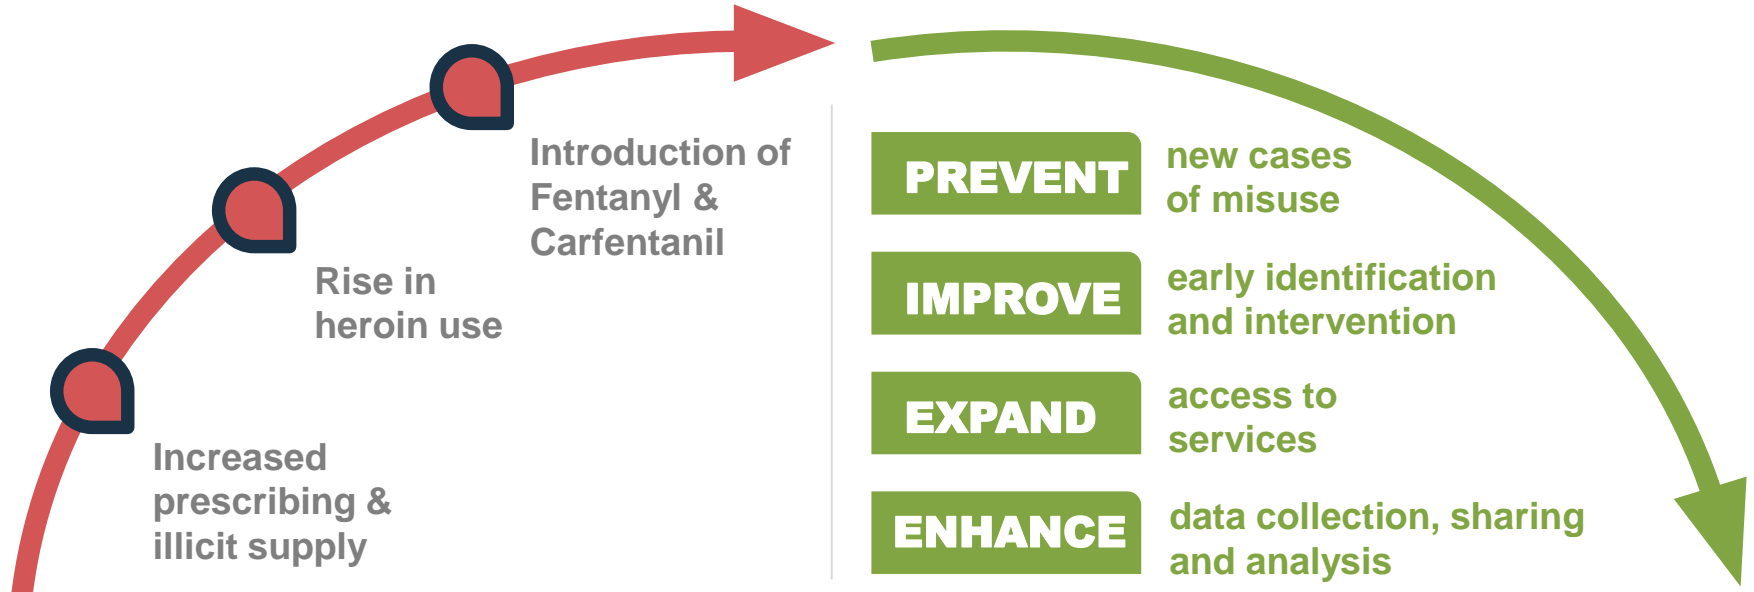 Introduction of
Fentanyl &
Carfentanil
Rise in
heroin use
Increased
prescribing &
illicit supply
PREVENT
new cases
of misuse
IMPROVE
early identification
and intervention
EXPAND
access to
services
ENHANCE
data collection, sharing
and analysis